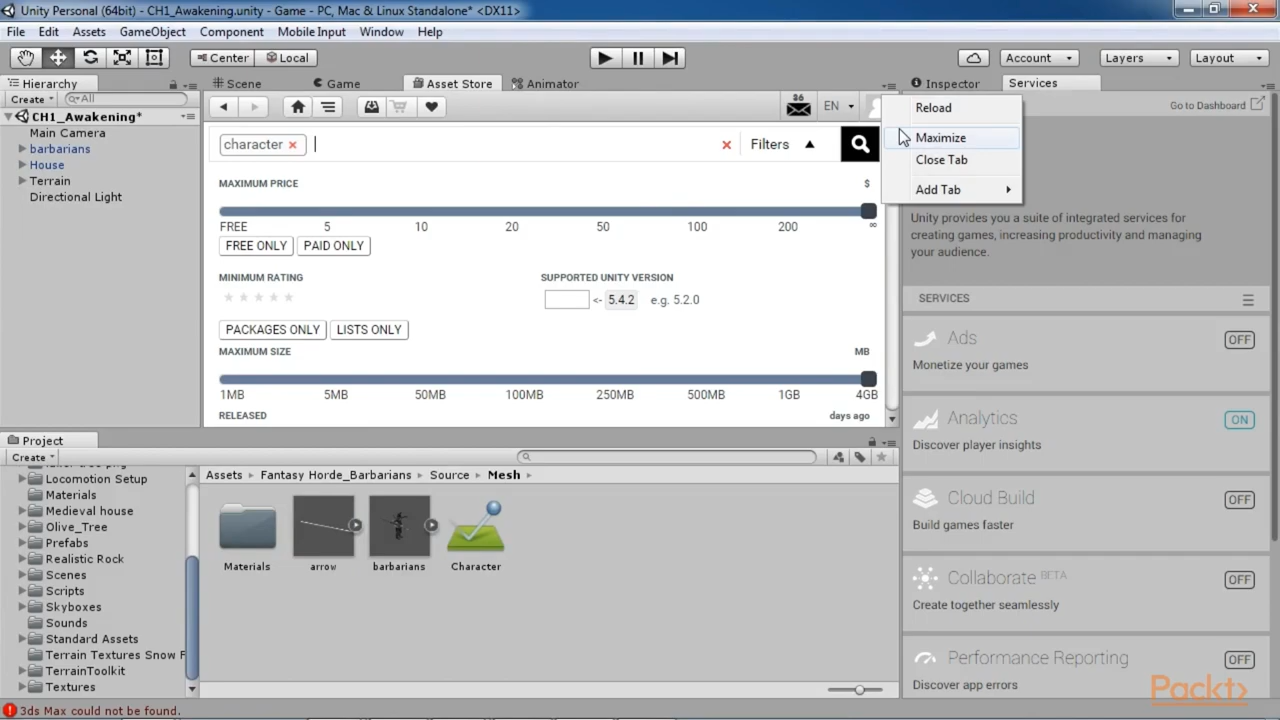 Unity Personal (64bit) - CH1_Awakening.unity - Game - PC, Mac & Linux Standalone* <DX11>
File Edit Assets GameObject Component Mobile Input Window Help
Center Local Account Layers Layout
Hierarchy Scene Game Asset Store Animator Inspector Services
Create All 36 EN Reload Go to Dashboard
CH1_Awakening*
Main Camera Maximize
barbarians character Filters Close Tab
House
Terrain MAXIMUM PRICE $ Add Tab
Directional Light
FREE 5 10 20 50 100 200 ∞
Unity provides you a suite of integrated services for
creating games, increasing productivity and managing
your audience.
FREE ONLY PAID ONLY
MINIMUM RATING SUPPORTED UNITY VERSION
<- 5.4.2 e.g. 5.2.0
SERVICES
PACKAGES ONLY LISTS ONLY
MAXIMUM SIZE MB
Ads OFF
Monetize your games
1MB 5MB 50MB 100MB 250MB 500MB 1GB 4GB
RELEASED days ago
Analytics ON
Discover player insights
Project
Create
Assets Fantasy Horde_Barbarians Source Mesh
Locomotion Setup
Materials
Medieval house
Olive_Tree
Prefabs
Realistic Rock
Scenes
Scripts
Skyboxes
Sounds
Standard Assets
Terrain Textures Snow F
TerrainToolkit
Textures
Materials arrow barbarians Character
Cloud Build OFF
Build games faster
Collaborate BETA OFF
Create together seamlessly
Performance Reporting OFF
Discover app errors
Packt>
3ds Max could not be found.